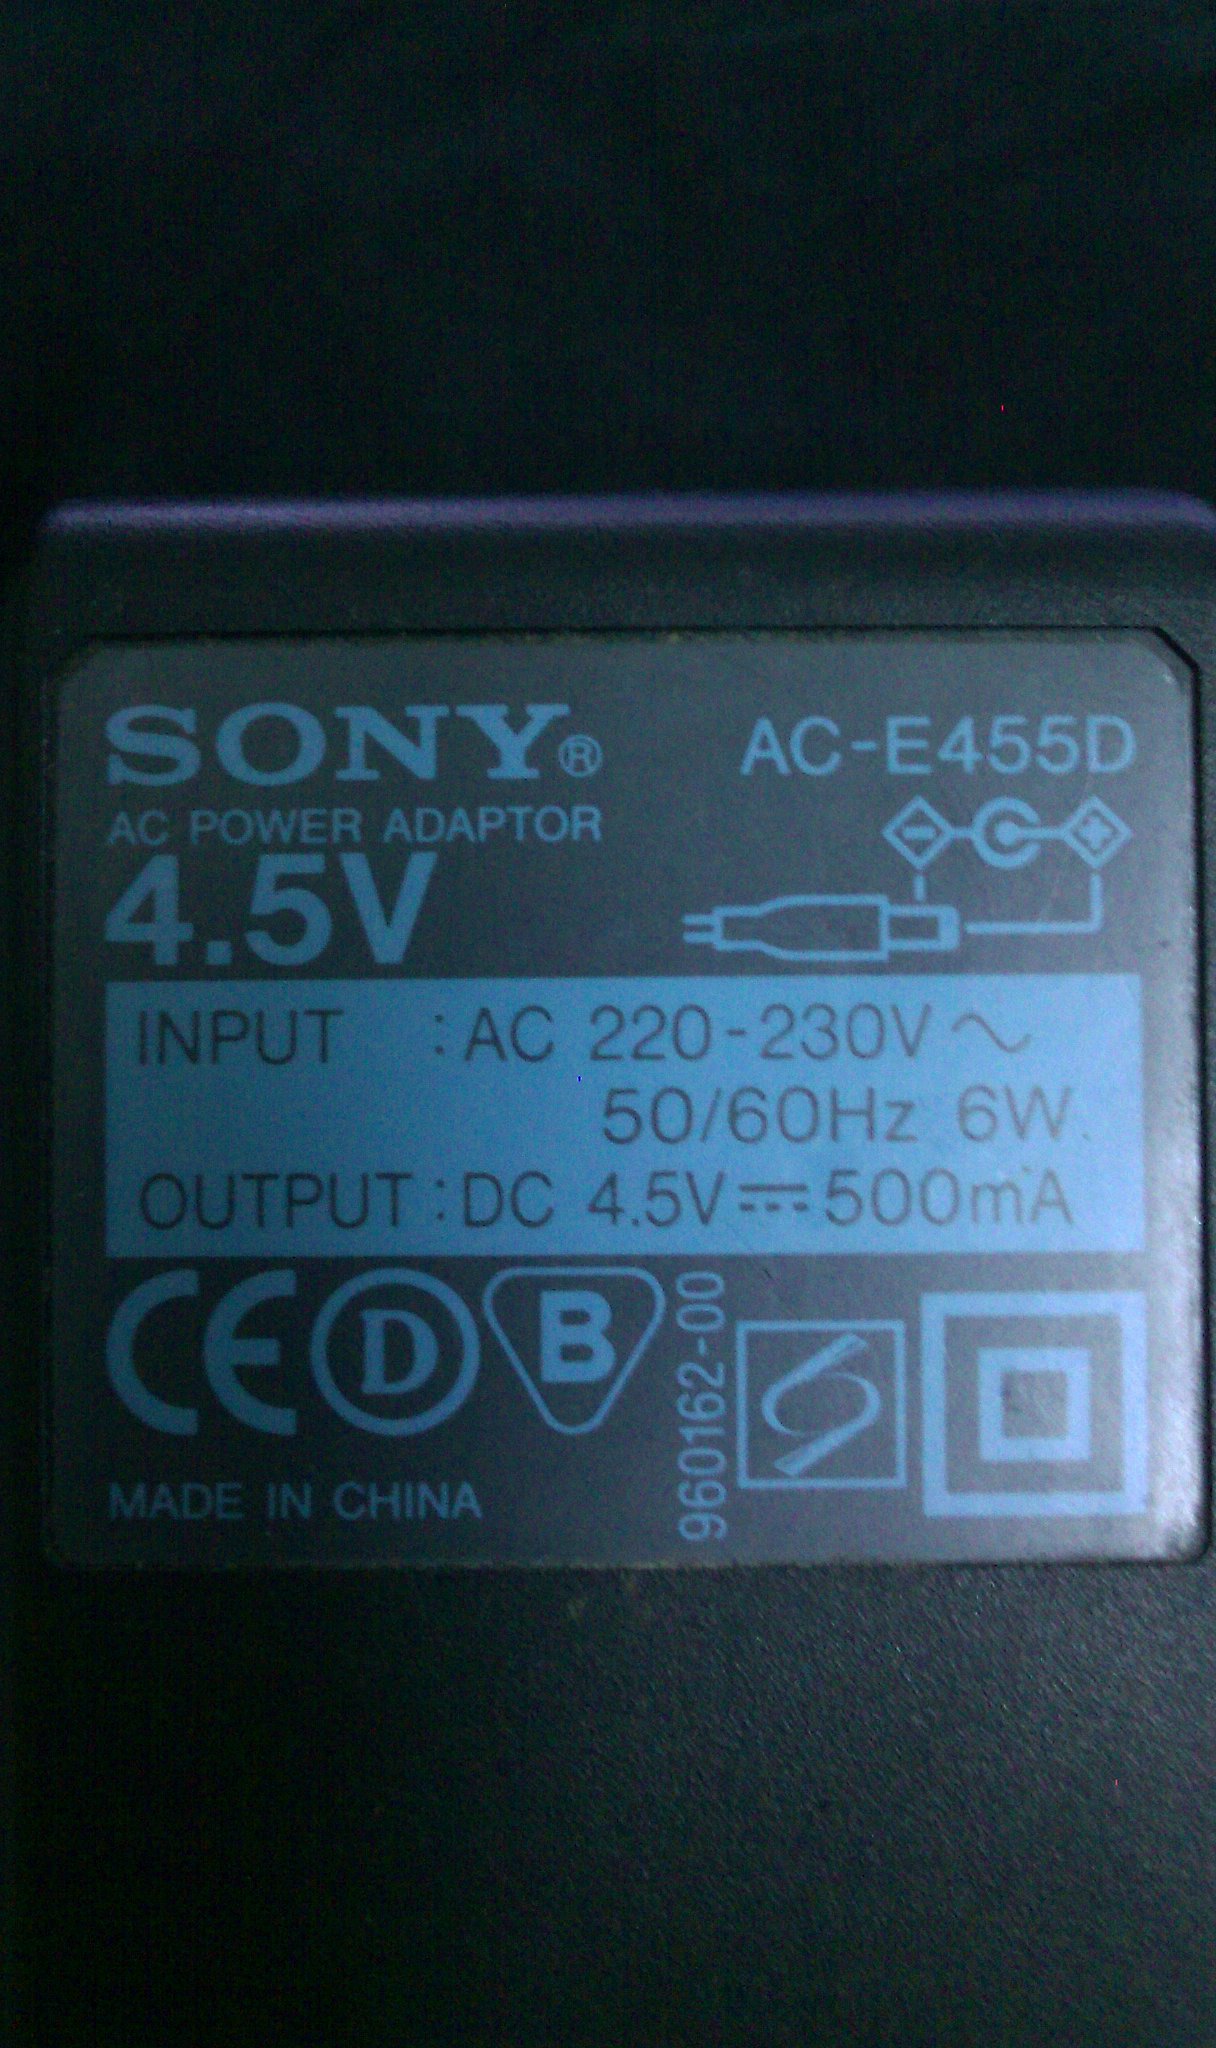 SONY®
AC-E455D
AC POWER ADAPTOR
4.5V
INPUT : AC 220-230V~
50/60Hz 6W
OUTPUT : DC 4.5V⎓500mA
CE D B
960162-00
S
MADE IN CHINA